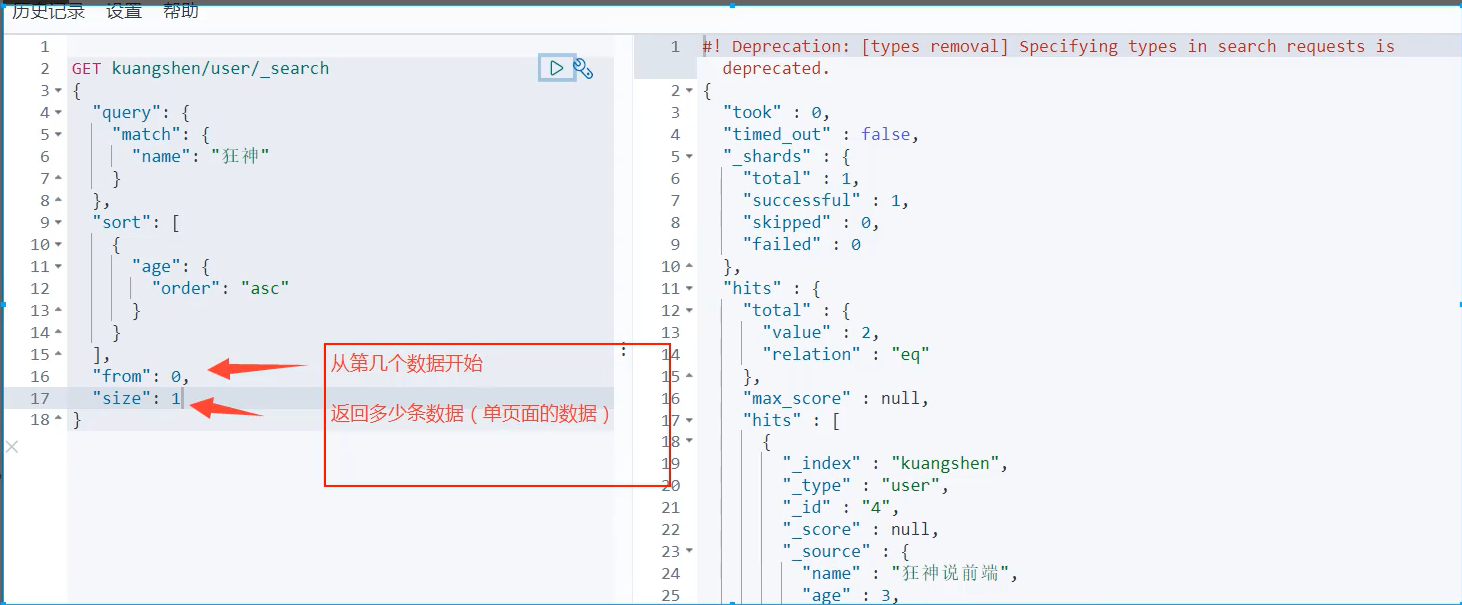 历史记录 设置 帮助
1
2 GET kuangshen/user/_search
3 {
4 "query": {
5 "match": {
6 "name": "狂神"
7 }
8 },
9 "sort": [
10 {
11 "age": {
12 "order": "asc"
13 }
14 }
15 ],
16 "from": 0,
17 "size": 1
18 }
从第几个数据开始
返回多少条数据（单页面的数据）
1 #! Deprecation: [types removal] Specifying types in search requests is
deprecated.
2 {
3 "took" : 0,
4 "timed_out" : false,
5 "_shards" : {
6 "total" : 1,
7 "successful" : 1,
8 "skipped" : 0,
9 "failed" : 0
10 },
11 "hits" : {
12 "total" : {
13 "value" : 2,
14 "relation" : "eq"
15 },
16 "max_score" : null,
17 "hits" : [
18 {
19 "_index" : "kuangshen",
20 "_type" : "user",
21 "_id" : "4",
22 "_score" : null,
23 "_source" : {
24 "name" : "狂神说前端",
25 "age" : 3,